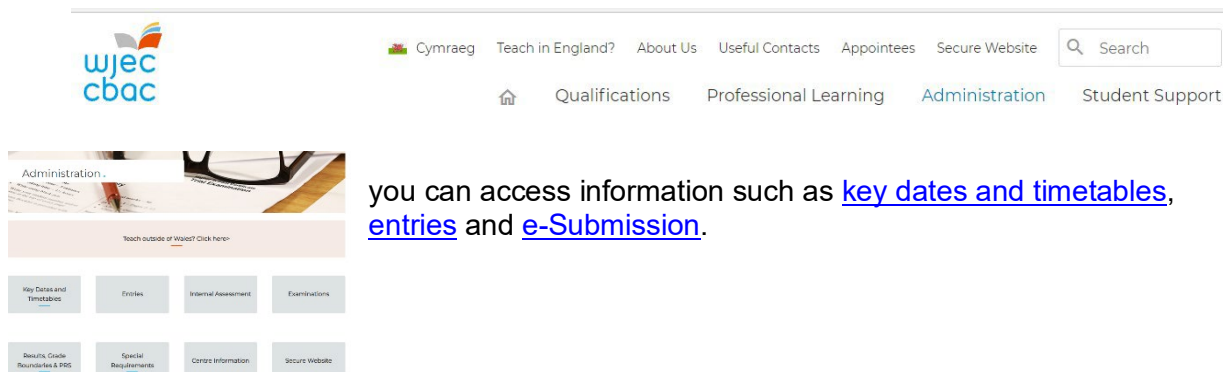 Cymraeg Teach in England? About Us Useful Contacts Appointees Secure Website Search
wjec
cbac
Qualifications Professional Learning Administration Student Support
Administration.
you can access information such as key dates and timetables,
entries and e-Submission.
Teach outside of Wales? Click here>
Key Dates and
Timetables
Entries
Internal Assessment
Examinations
Results, Grade
Boundaries & PRS
Special
Requirements
Centre Information
Secure Website